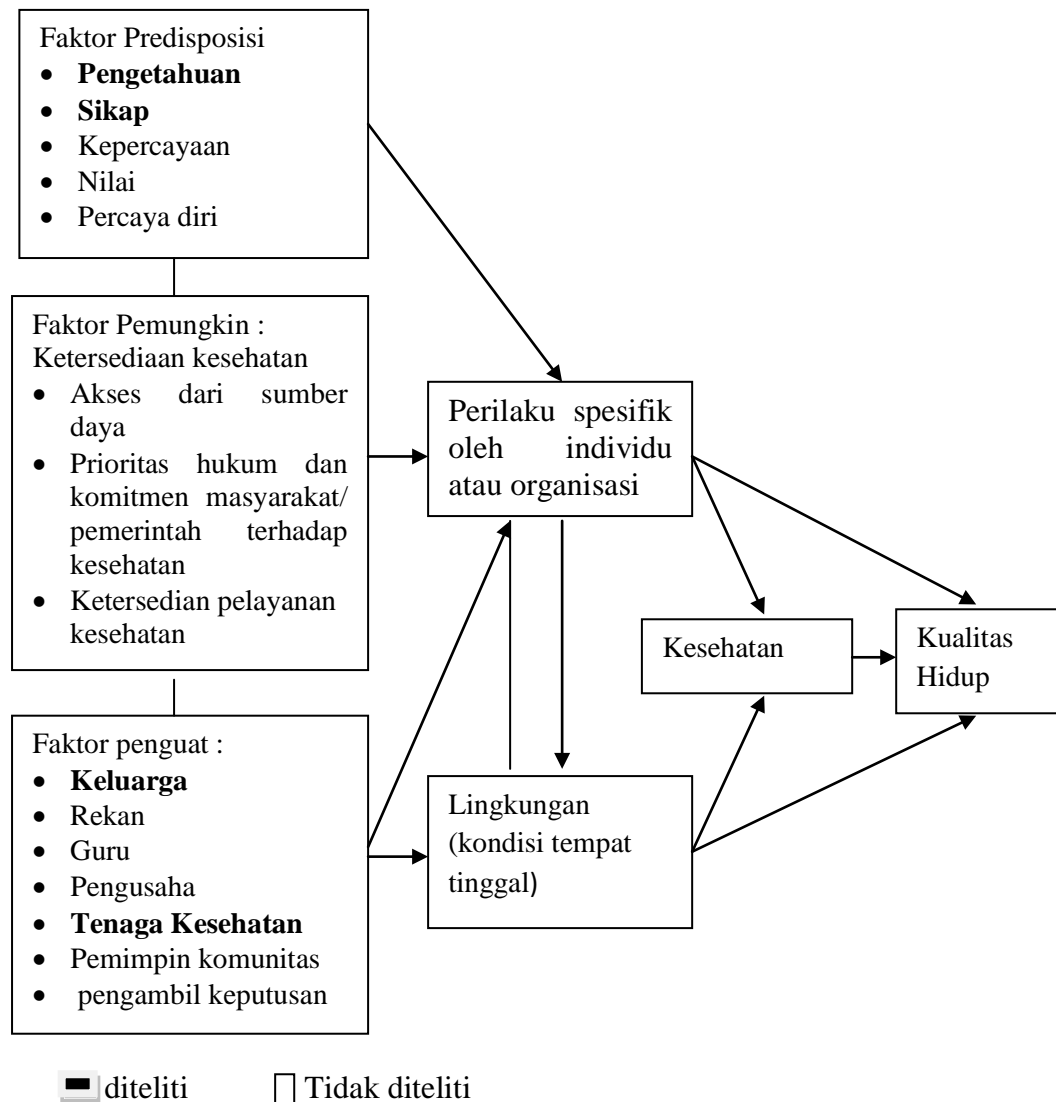 Faktor Predisposisi
• Pengetahuan
• Sikap
• Kepercayaan
• Nilai
• Percaya diri
Faktor Pemungkin :
Ketersediaan kesehatan
• Akses dari sumber
daya
• Prioritas hukum dan
komitmen masyarakat/
pemerintah terhadap
kesehatan
• Ketersedian pelayanan
kesehatan
Faktor penguat :
• Keluarga
• Rekan
• Guru
• Pengusaha
• Tenaga Kesehatan
• Pemimpin komunitas
• pengambil keputusan
Perilaku spesifik
oleh individu
atau organisasi
Lingkungan
(kondisi tempat
tinggal)
Kesehatan
Kualitas
Hidup
diteliti
Tidak diteliti